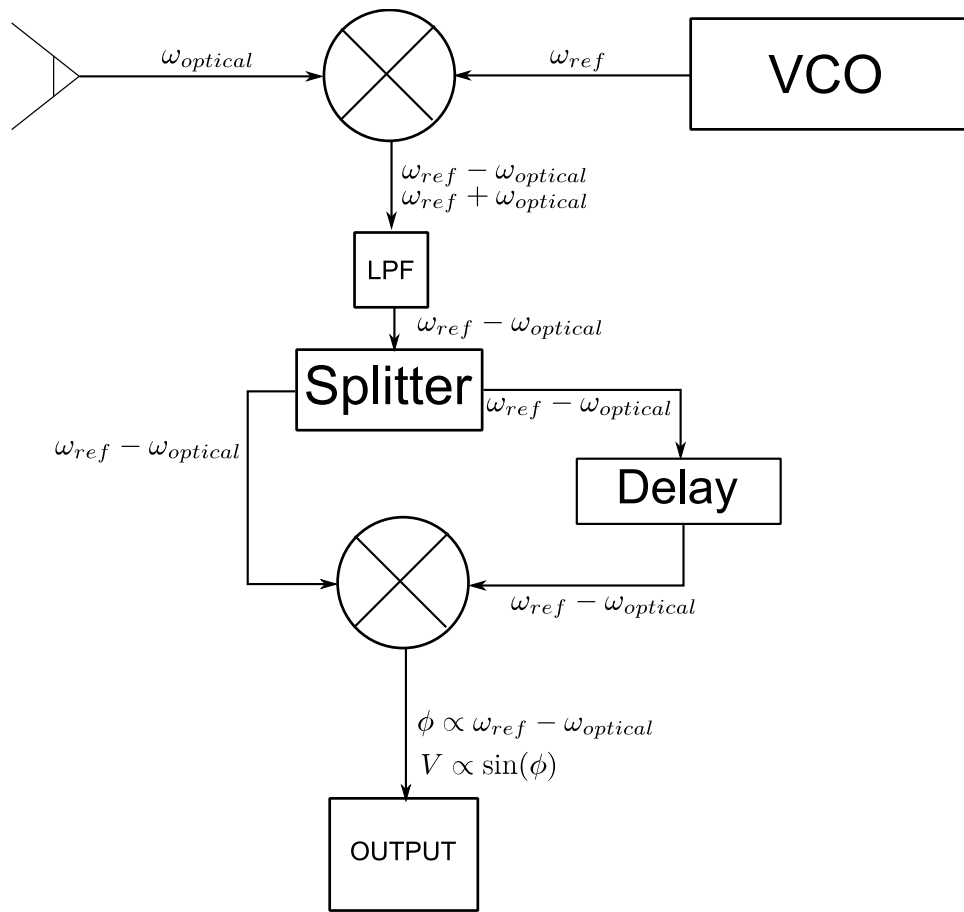 ω_optical
ω_ref
VCO
ω_ref − ω_optical
ω_ref + ω_optical
LPF
ω_ref − ω_optical
Splitter
ω_ref − ω_optical
ω_ref − ω_optical
Delay
ω_ref − ω_optical
ϕ ∝ ω_ref − ω_optical
V ∝ sin(ϕ)
OUTPUT